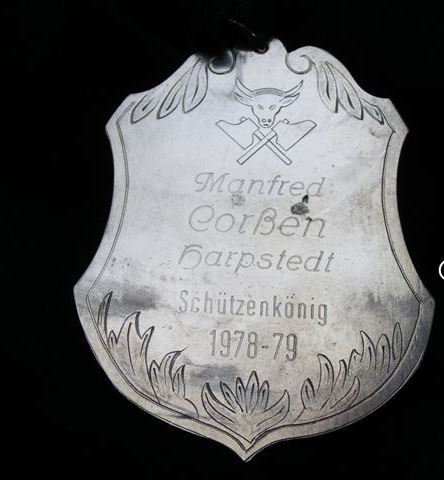 Manfred
Corßen
Harpstedt
Schützenkönig
1978-79